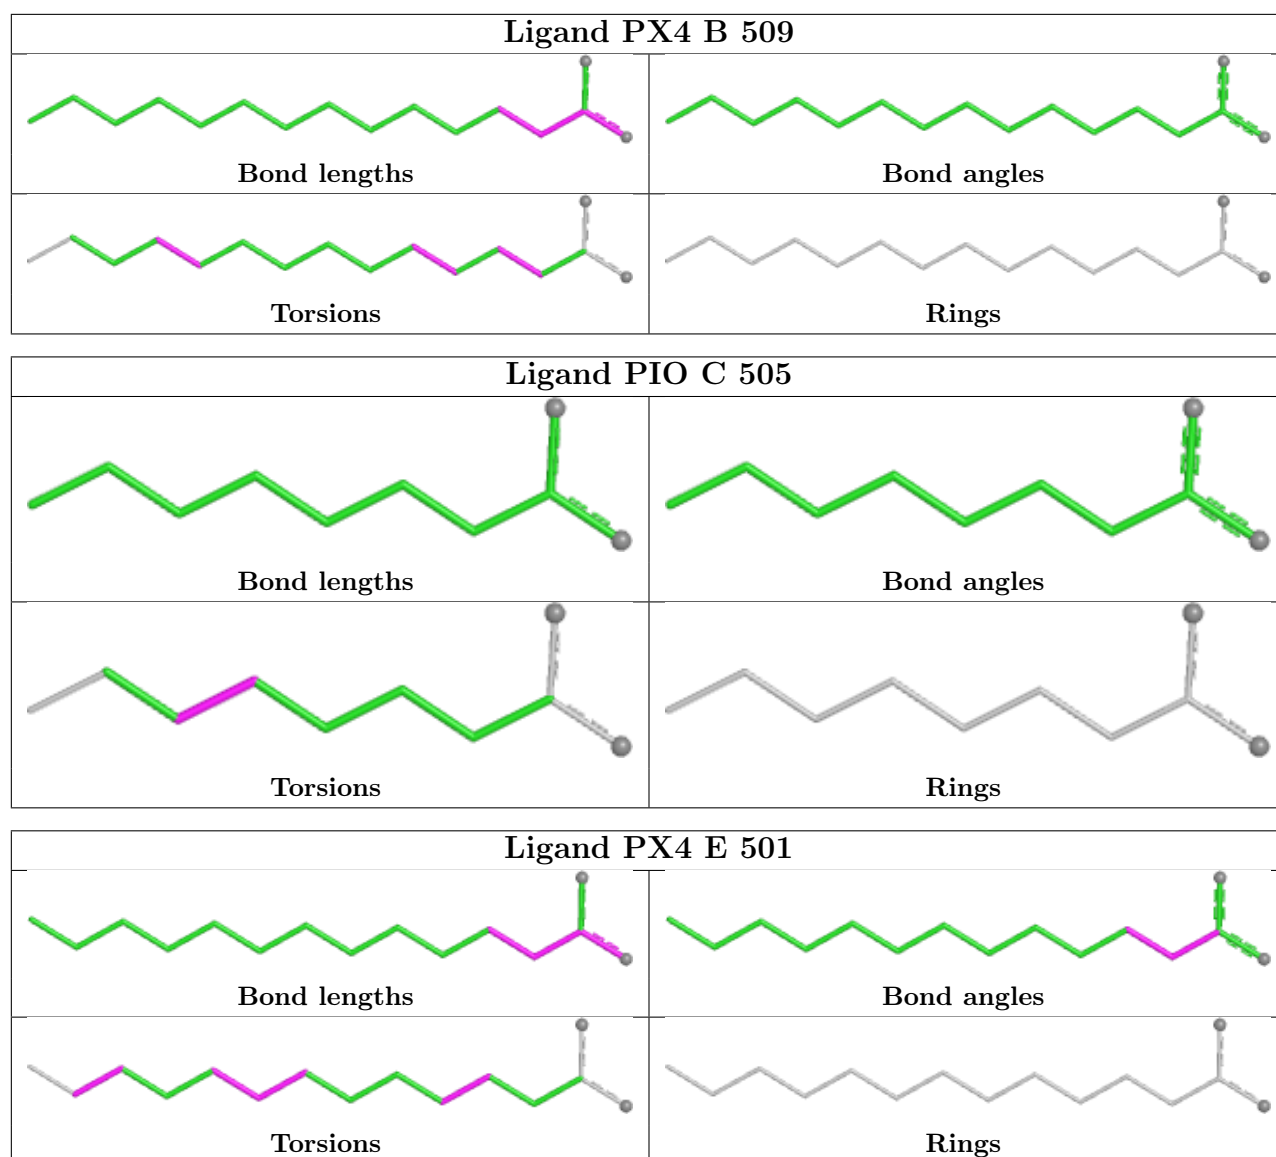 Ligand PX4 B 509
Bond lengths
Bond angles
Torsions
Rings
Ligand PIO C 505
Bond lengths
Bond angles
Torsions
Rings
Ligand PX4 E 501
Bond lengths
Bond angles
Torsions
Rings